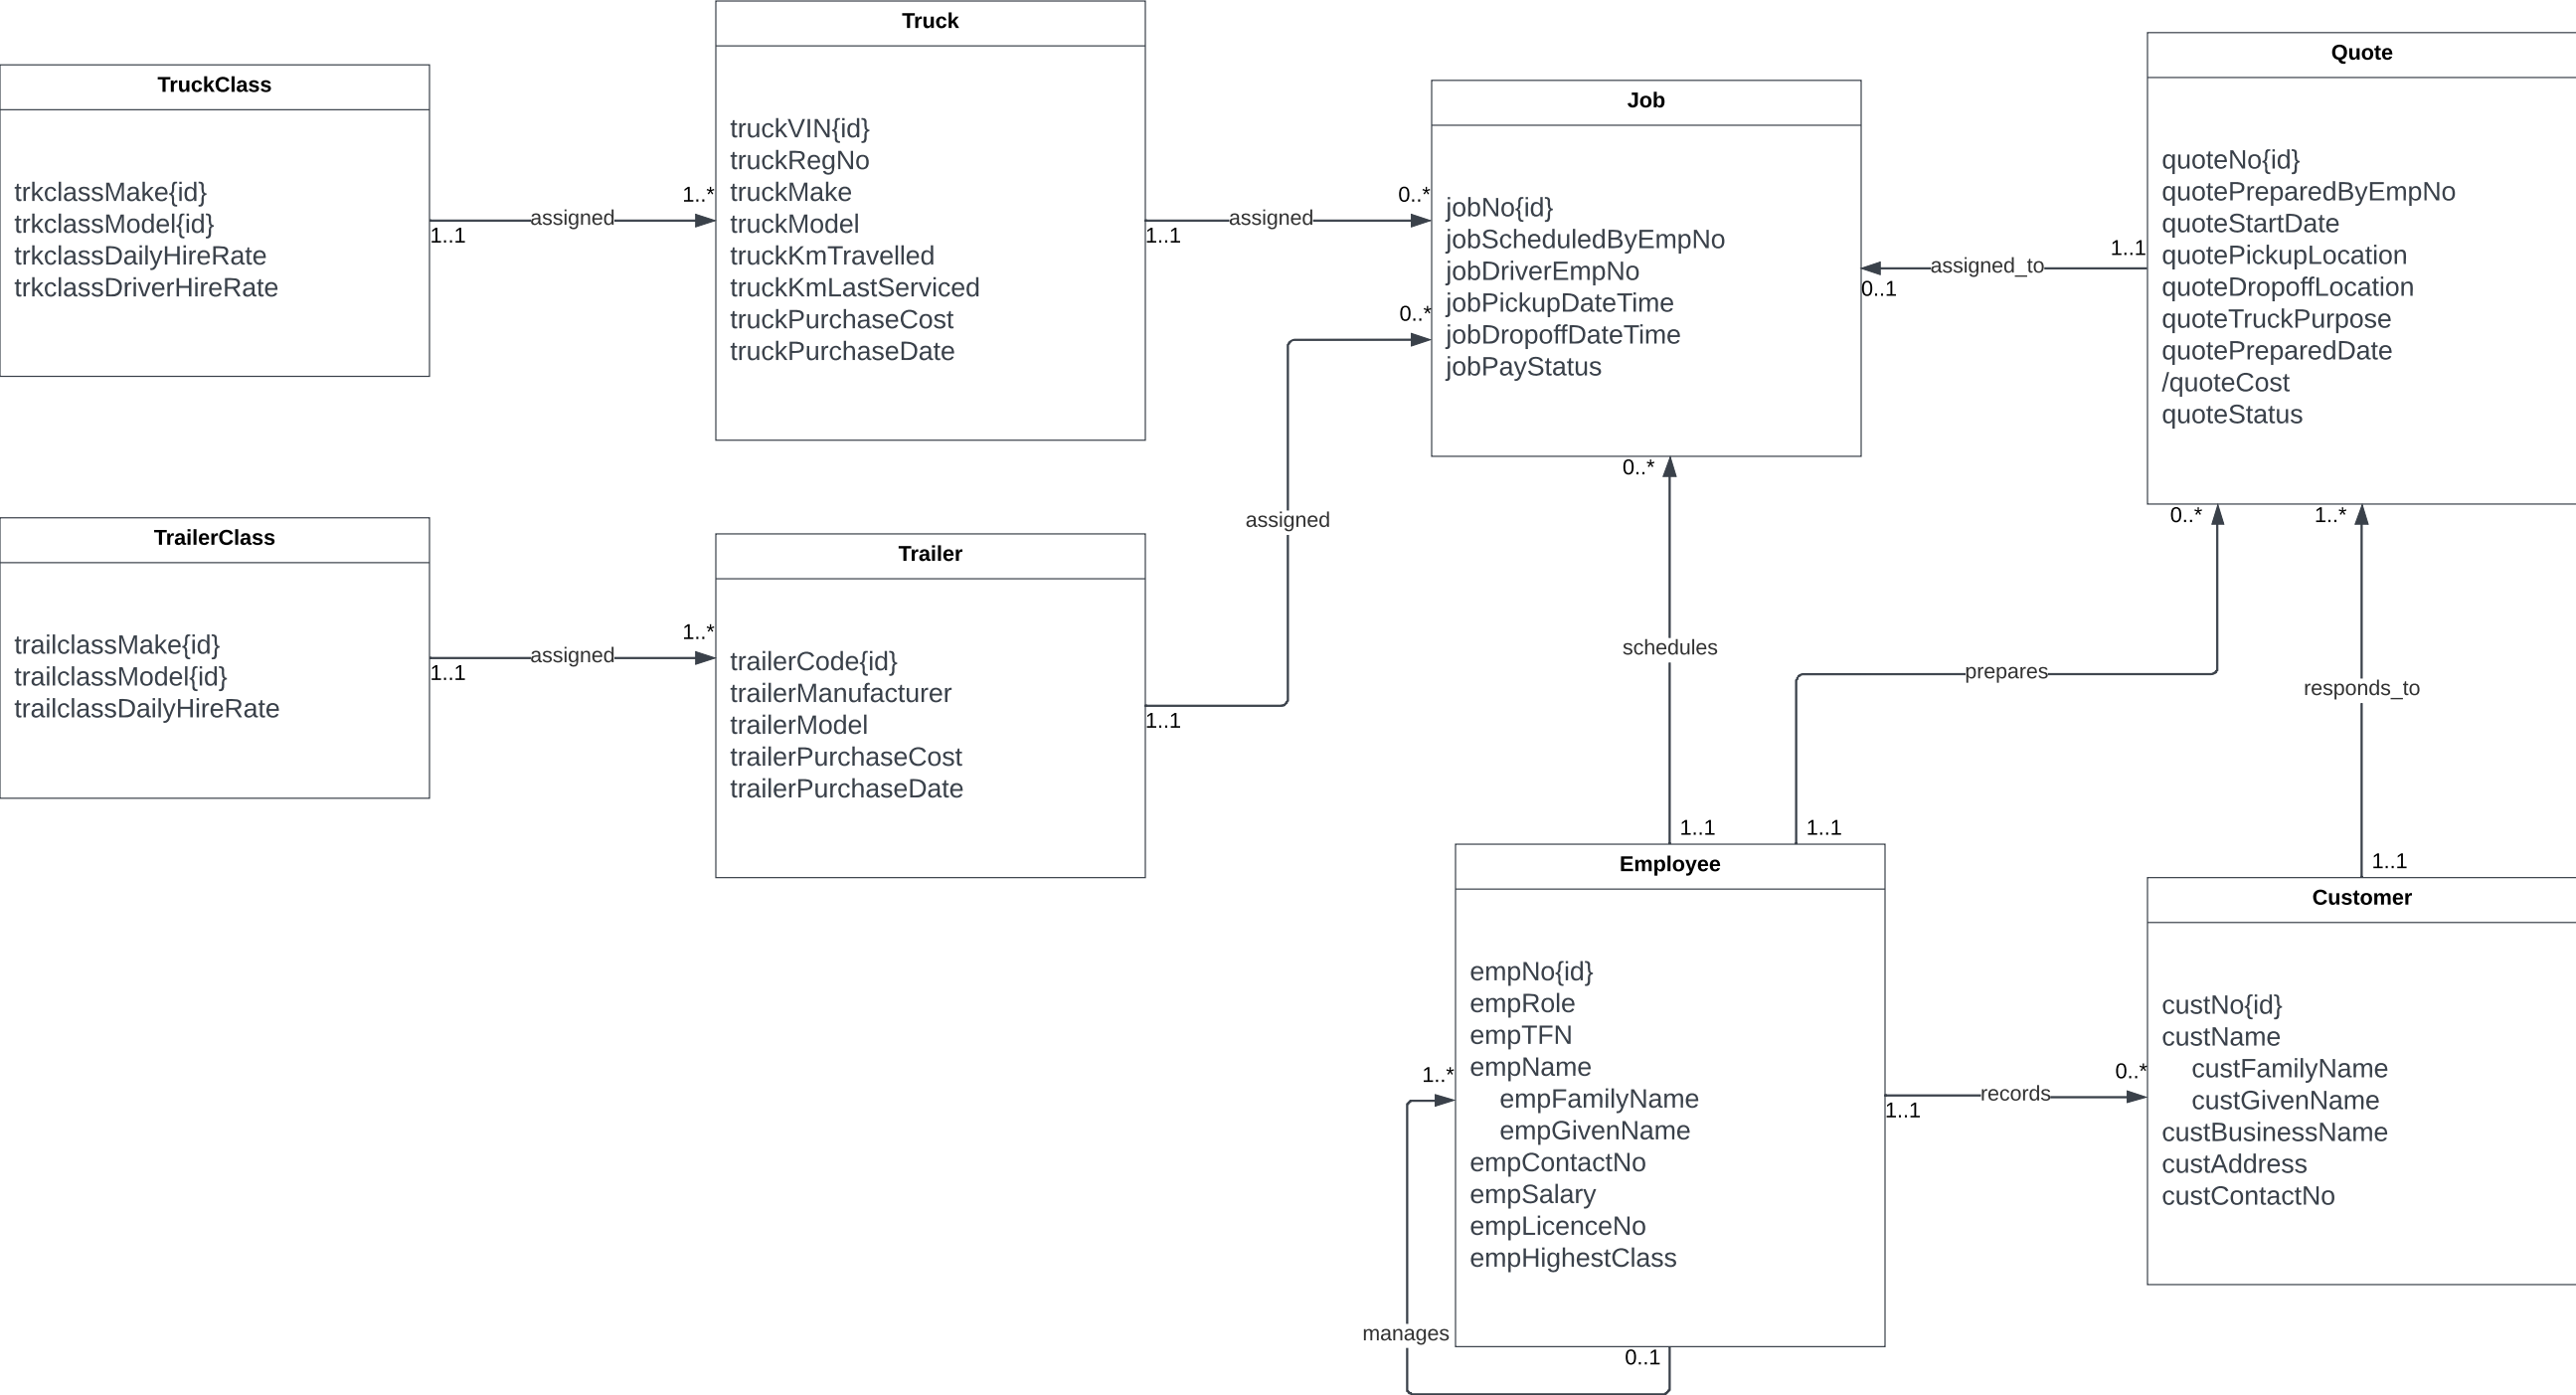 TruckClass
trkclassMake{id}
trkclassModel{id}
trkclassDailyHireRate
trkclassDriverHireRate
assigned
1..1
1..*
Truck
truckVIN{id}
truckRegNo
truckMake
truckModel
truckKmTravelled
truckKmLastServiced
truckPurchaseCost
truckPurchaseDate
assigned
1..1
0..*
Job
jobNo{id}
jobScheduledByEmpNo
jobDriverEmpNo
jobPickupDateTime
jobDropoffDateTime
jobPayStatus
assigned_to
0..1
1..1
Quote
quoteNo{id}
quotePreparedByEmpNo
quoteStartDate
quotePickupLocation
quoteDropoffLocation
quoteTruckPurpose
quotePreparedDate
/quoteCost
quoteStatus
TrailerClass
trailclassMake{id}
trailclassModel{id}
trailclassDailyHireRate
assigned
1..1
1..*
Trailer
trailerCode{id}
trailerManufacturer
trailerModel
trailerPurchaseCost
trailerPurchaseDate
assigned
1..1
0..*
schedules
0..*
1..1
prepares
0..*
1..1
responds_to
1..*
1..1
Employee
empNo{id}
empRole
empTFN
empName
empFamilyName
empGivenName
empContactNo
empSalary
empLicenceNo
empHighestClass
manages
1..*
0..1
records
1..1
0..*
Customer
custNo{id}
custName
custFamilyName
custGivenName
custBusinessName
custAddress
custContactNo